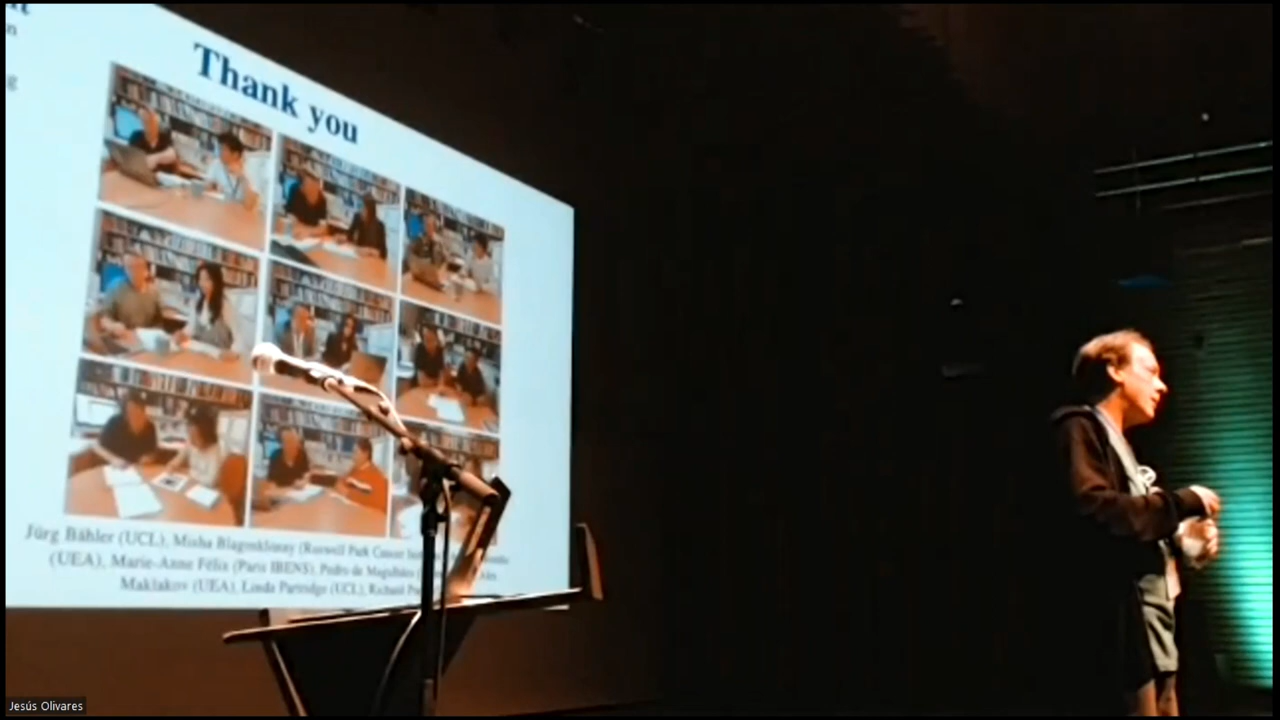 Thank you
Jürg Bähler (UCL), Misha Blagosklonny (Roswell Park Cancer
(UEA), Marie-Anne Félix (Paris IBENS), Pedro de Magalhães
Maklakov (UEA), Linda Partridge (UCL), Richard
Jesús Olivares